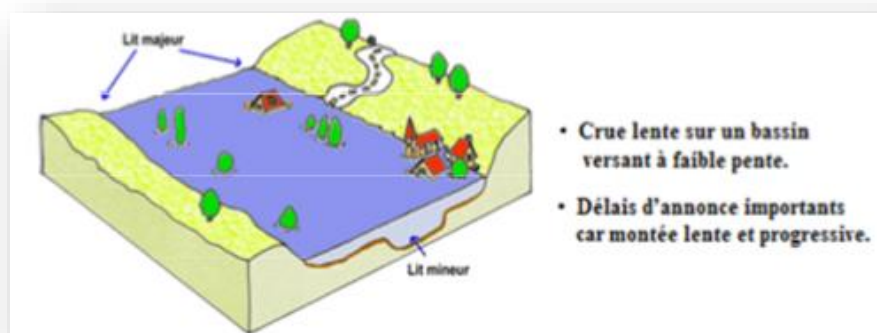 Lit majeur
Lit mineur
• Crue lente sur un bassin
versant à faible pente.
• Délais d'annonce importants
car montée lente et progressive.